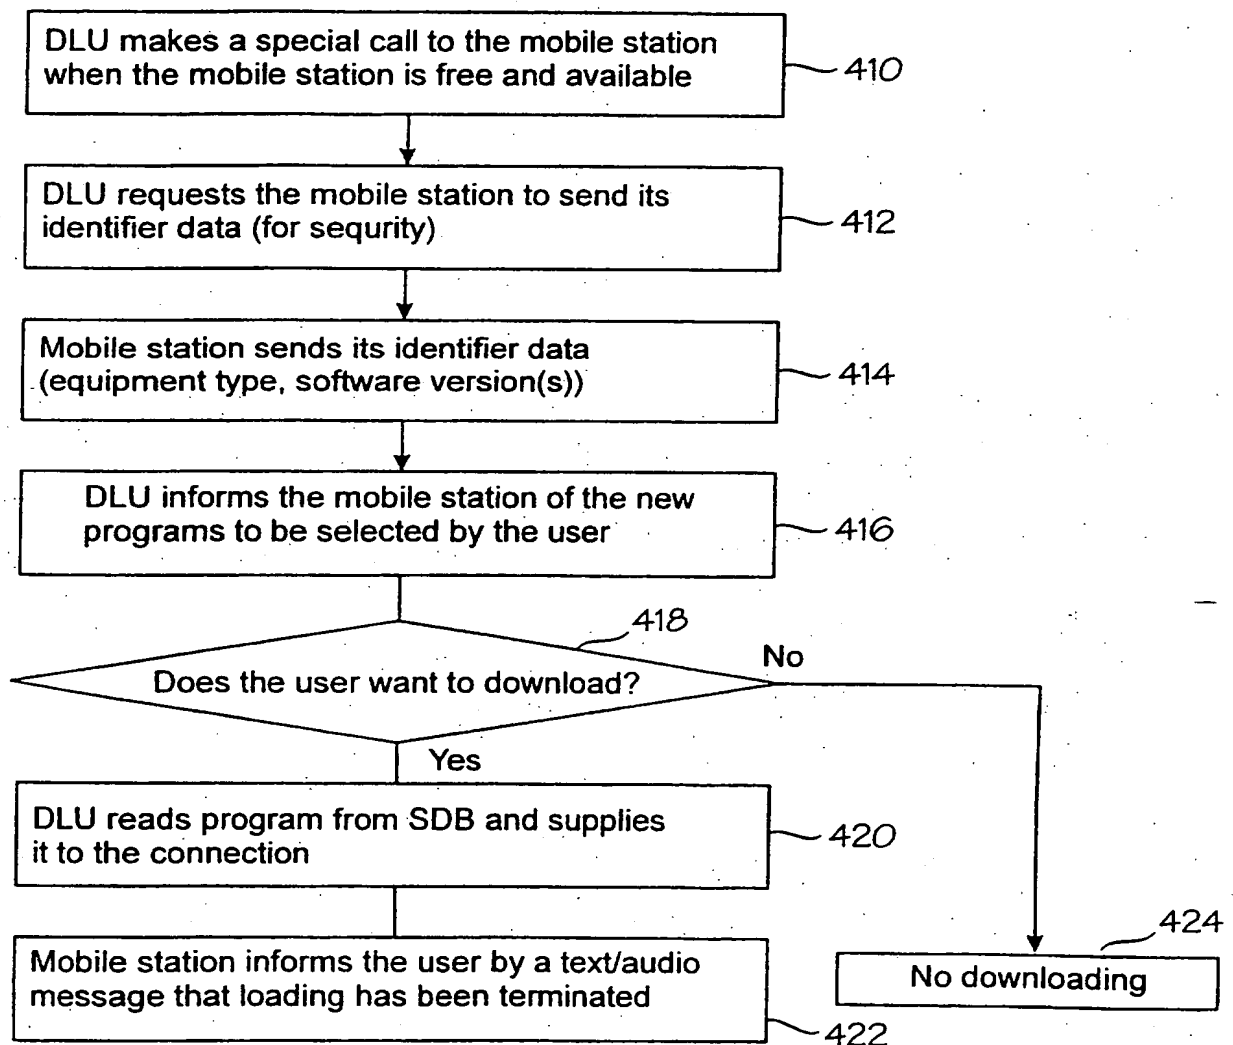 DLU makes a special call to the mobile station
when the mobile station is free and available
410
DLU requests the mobile station to send its
identifier data (for sequrity)
412
Mobile station sends its identifier data
(equipment type, software version(s))
414
DLU informs the mobile station of the new
programs to be selected by the user
416
418
Does the user want to download?
No
Yes
DLU reads program from SDB and supplies
it to the connection
420
Mobile station informs the user by a text/audio
message that loading has been terminated
422
424
No downloading